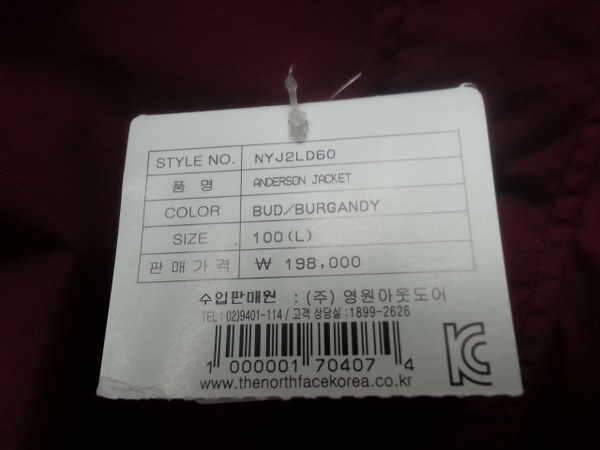 STYLE NO. NYJ2LD60
품 명 ANDERSON JACKET
COLOR BUD/BURGANDY
SIZE 100(L)
판매가격 ₩ 198,000
수입판매원 : (주) 영원아웃도어
TEL : 02)9401-114 / 고객 상담실 : 1899-2626
1 000001 70407 4
www.thenorthfacekorea.co.kr
KC